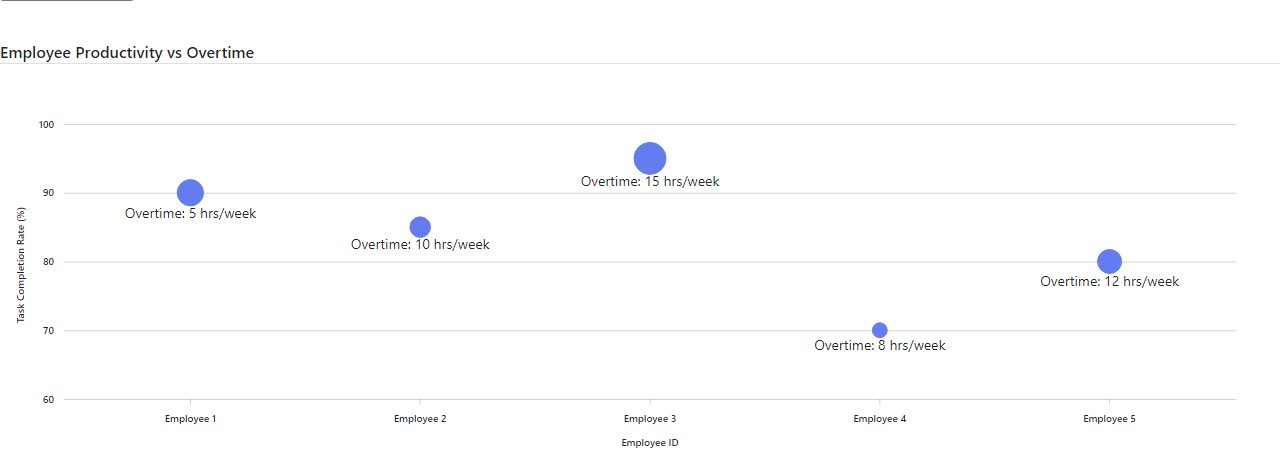 Employee Productivity vs Overtime
100
90
80
70
60
Task Completion Rate (%)
Overtime: 5 hrs/week
Overtime: 10 hrs/week
Overtime: 15 hrs/week
Overtime: 8 hrs/week
Overtime: 12 hrs/week
Employee 1
Employee 2
Employee 3
Employee 4
Employee 5
Employee ID